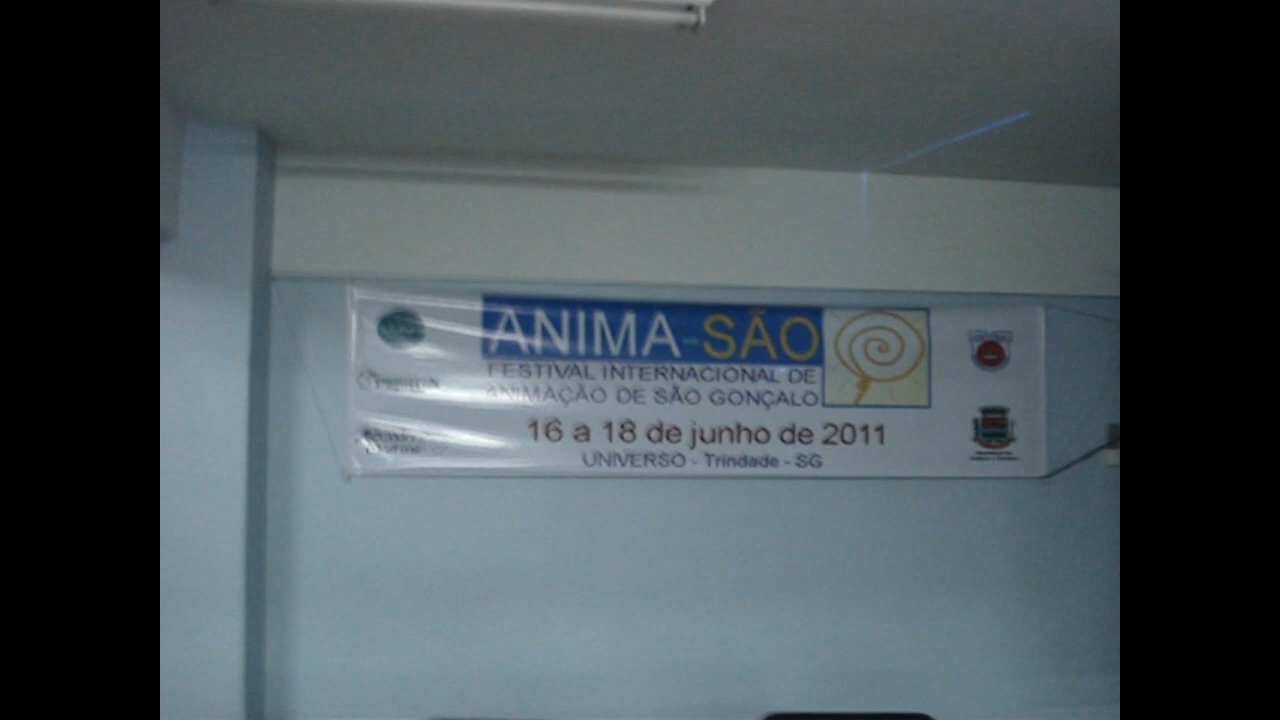 ANIMA-SÃO
FESTIVAL INTERNACIONAL DE
ANIMAÇÃO DE SÃO GONÇALO
16 a 18 de junho de 2011
UNIVERSO - Trindade - SG